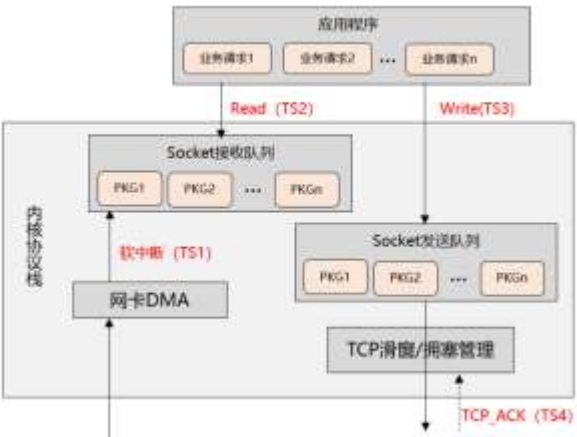 应用程序
业务请求1 业务请求2 ... 业务请求n
Read（TS2） Write(TS3)
Socket接收队列
PKG1 PKG2 ... PKGn
内核协议栈
软中断（TS1）
Socket发送队列
PKG1 PKG2 ... PKGn
网卡DMA
TCP滑度/拥塞管理
TCP_ACK（TS4）